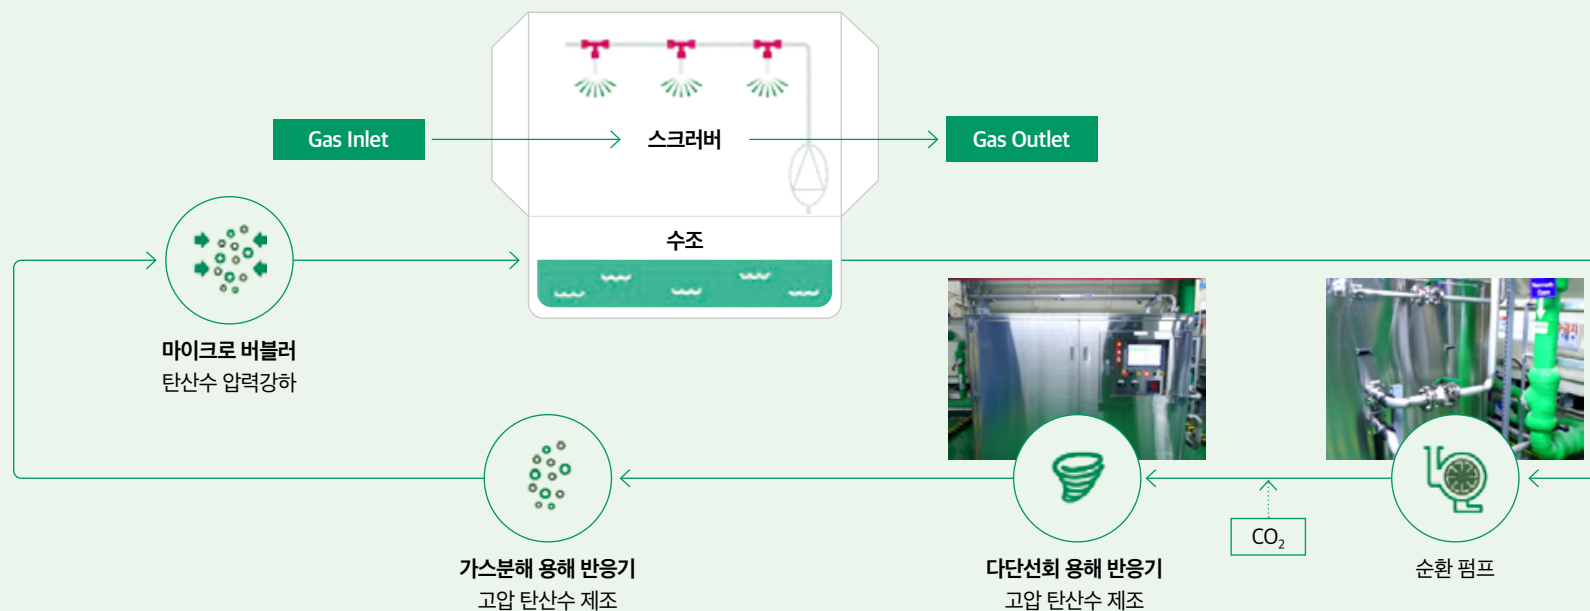 Gas Inlet
스크러버
Gas Outlet
수조
마이크로 버블러
탄산수 압력강하
가스분해 용해 반응기
고압 탄산수 제조
다단선회 용해 반응기
고압 탄산수 제조
CO₂
순환 펌프